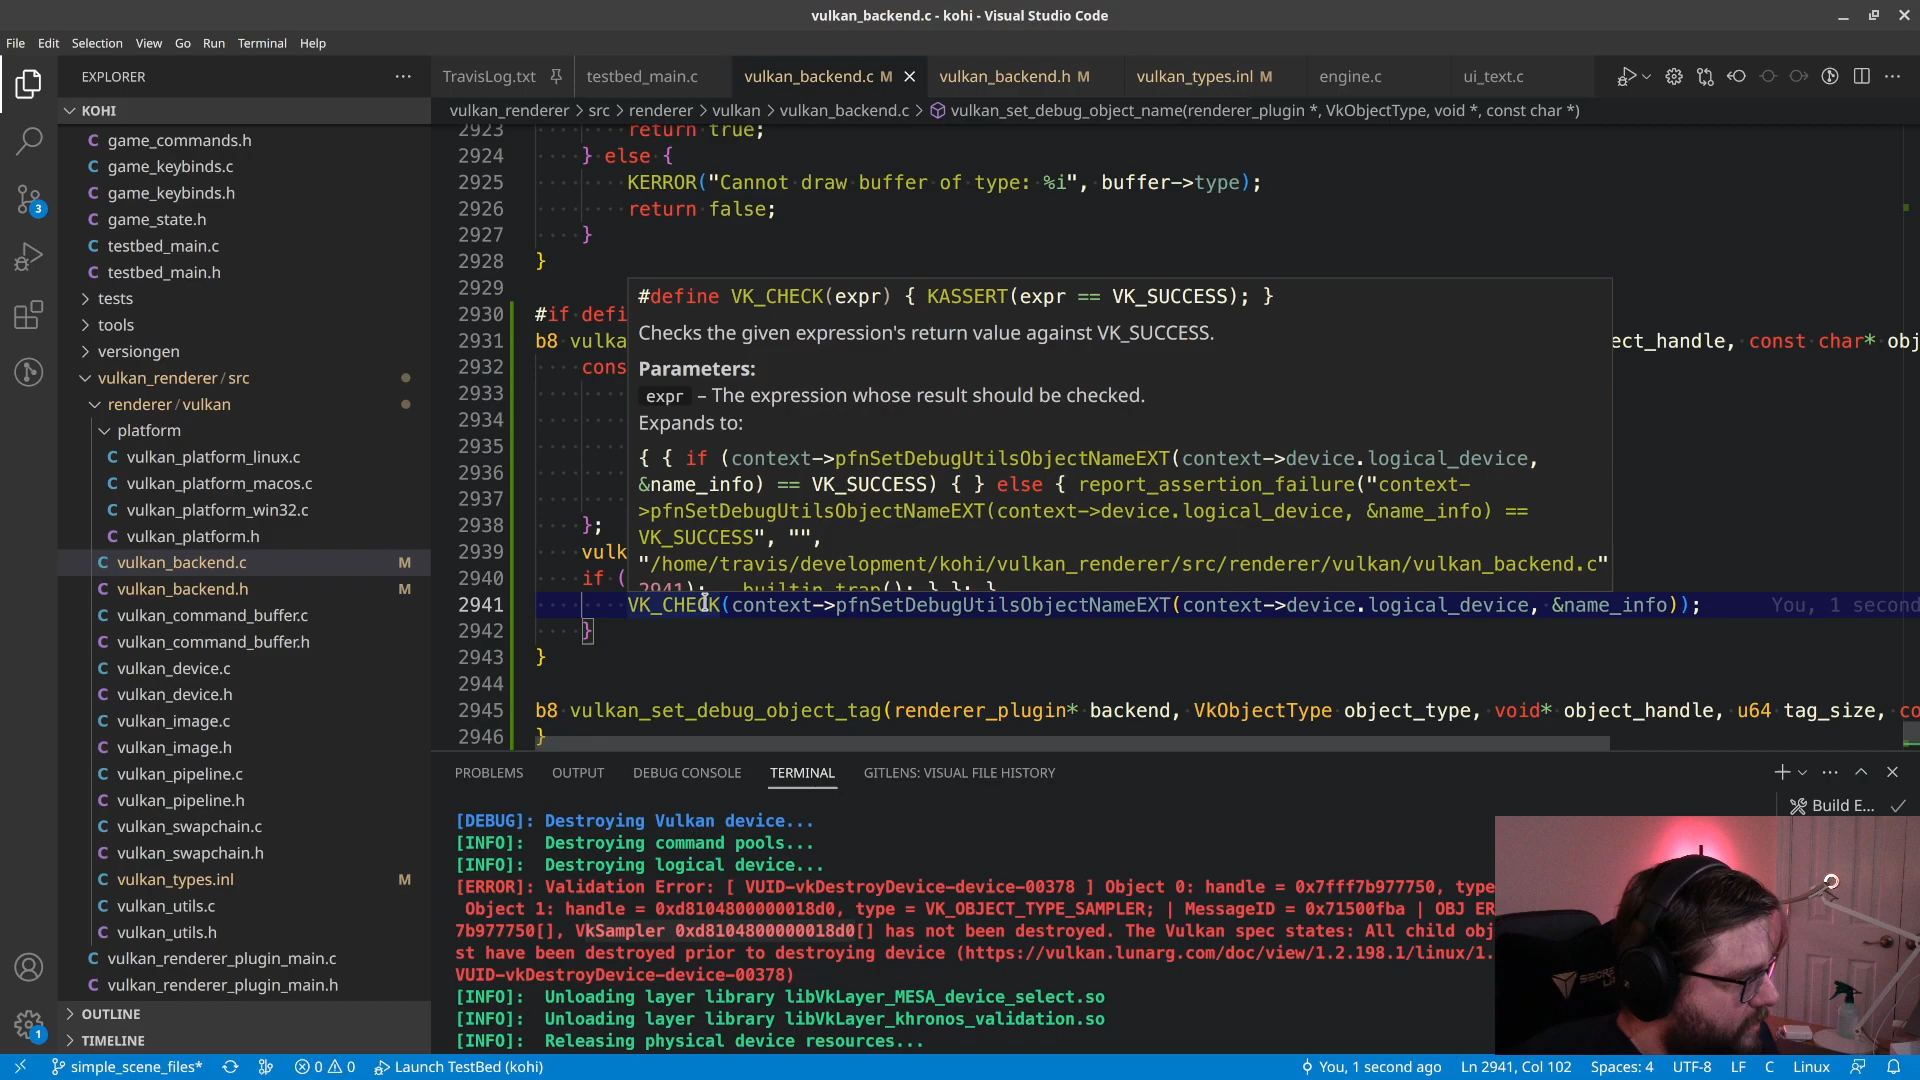 vulkan_backend.c - kohi - Visual Studio Code
File Edit Selection View Go Run Terminal Help
EXPLORER
TravisLog.txt testbed_main.c vulkan_backend.c M vulkan_backend.h M vulkan_types.inl M engine.c ui_text.c
KOHI
vulkan_renderer > src > renderer > vulkan > vulkan_backend.c > vulkan_set_debug_object_name(renderer_plugin *, VkObjectType, void *, const char *)
game_commands.h
game_keybinds.c
game_keybinds.h
game_state.h
testbed_main.c
testbed_main.h
tests
tools
versiongen
vulkan_renderer / src
renderer / vulkan
platform
vulkan_platform_linux.c
vulkan_platform_macos.c
vulkan_platform_win32.c
vulkan_platform.h
vulkan_backend.c M
vulkan_backend.h M
vulkan_command_buffer.c
vulkan_command_buffer.h
vulkan_device.c
vulkan_device.h
vulkan_image.c
vulkan_image.h
vulkan_pipeline.c
vulkan_pipeline.h
vulkan_swapchain.c
vulkan_swapchain.h
vulkan_types.inl M
vulkan_utils.c
vulkan_utils.h
vulkan_renderer_plugin_main.c
vulkan_renderer_plugin_main.h
OUTLINE
TIMELINE
2923 return true;
2924 } else {
2925 KERROR("Cannot draw buffer of type: %i", buffer->type);
2926 return false;
2927 }
2928 }
2929
2930 #if defi
2931 b8 vulka ect_handle, const char* obj
2932 cons
2933
2934
2935
2936
2937
2938 };
2939 vulk
2940 if (
2941 VK_CHECK(context->pfnSetDebugUtilsObjectNameEXT(context->device.logical_device, &name_info)); You, 1 second
2942 }
2943 }
2944
2945 b8 vulkan_set_debug_object_tag(renderer_plugin* backend, VkObjectType object_type, void* object_handle, u64 tag_size, co
2946 }
#define VK_CHECK(expr) { KASSERT(expr == VK_SUCCESS); }
Checks the given expression's return value against VK_SUCCESS.
Parameters:
expr – The expression whose result should be checked.
Expands to:
{ { if (context->pfnSetDebugUtilsObjectNameEXT(context->device.logical_device,
&name_info) == VK_SUCCESS) { } else { report_assertion_failure("context-
>pfnSetDebugUtilsObjectNameEXT(context->device.logical_device, &name_info) ==
VK_SUCCESS", "",
"/home/travis/development/kohi/vulkan_renderer/src/renderer/vulkan/vulkan_backend.c"
2941); __builtin_trap(); } }; }
PROBLEMS OUTPUT DEBUG CONSOLE TERMINAL GITLENS: VISUAL FILE HISTORY
Build E...
[DEBUG]: Destroying Vulkan device...
[INFO]: Destroying command pools...
[INFO]: Destroying logical device...
[ERROR]: Validation Error: [ VUID-vkDestroyDevice-device-00378 ] Object 0: handle = 0x7fff7b977750, type
Object 1: handle = 0xd8104800000018d0, type = VK_OBJECT_TYPE_SAMPLER; | MessageID = 0x71500fba | OBJ ER
7b977750[], VkSampler 0xd8104800000018d0[] has not been destroyed. The Vulkan spec states: All child obj
st have been destroyed prior to destroying device (https://vulkan.lunarg.com/doc/view/1.2.198.1/linux/1.
VUID-vkDestroyDevice-device-00378)
[INFO]: Unloading layer library libVkLayer_MESA_device_select.so
[INFO]: Unloading layer library libVkLayer_khronos_validation.so
[INFO]: Releasing physical device resources...
3
1
simple_scene_files* 0 0 Launch TestBed (kohi) You, 1 second ago Ln 2941, Col 102 Spaces: 4 UTF-8 LF C Linux